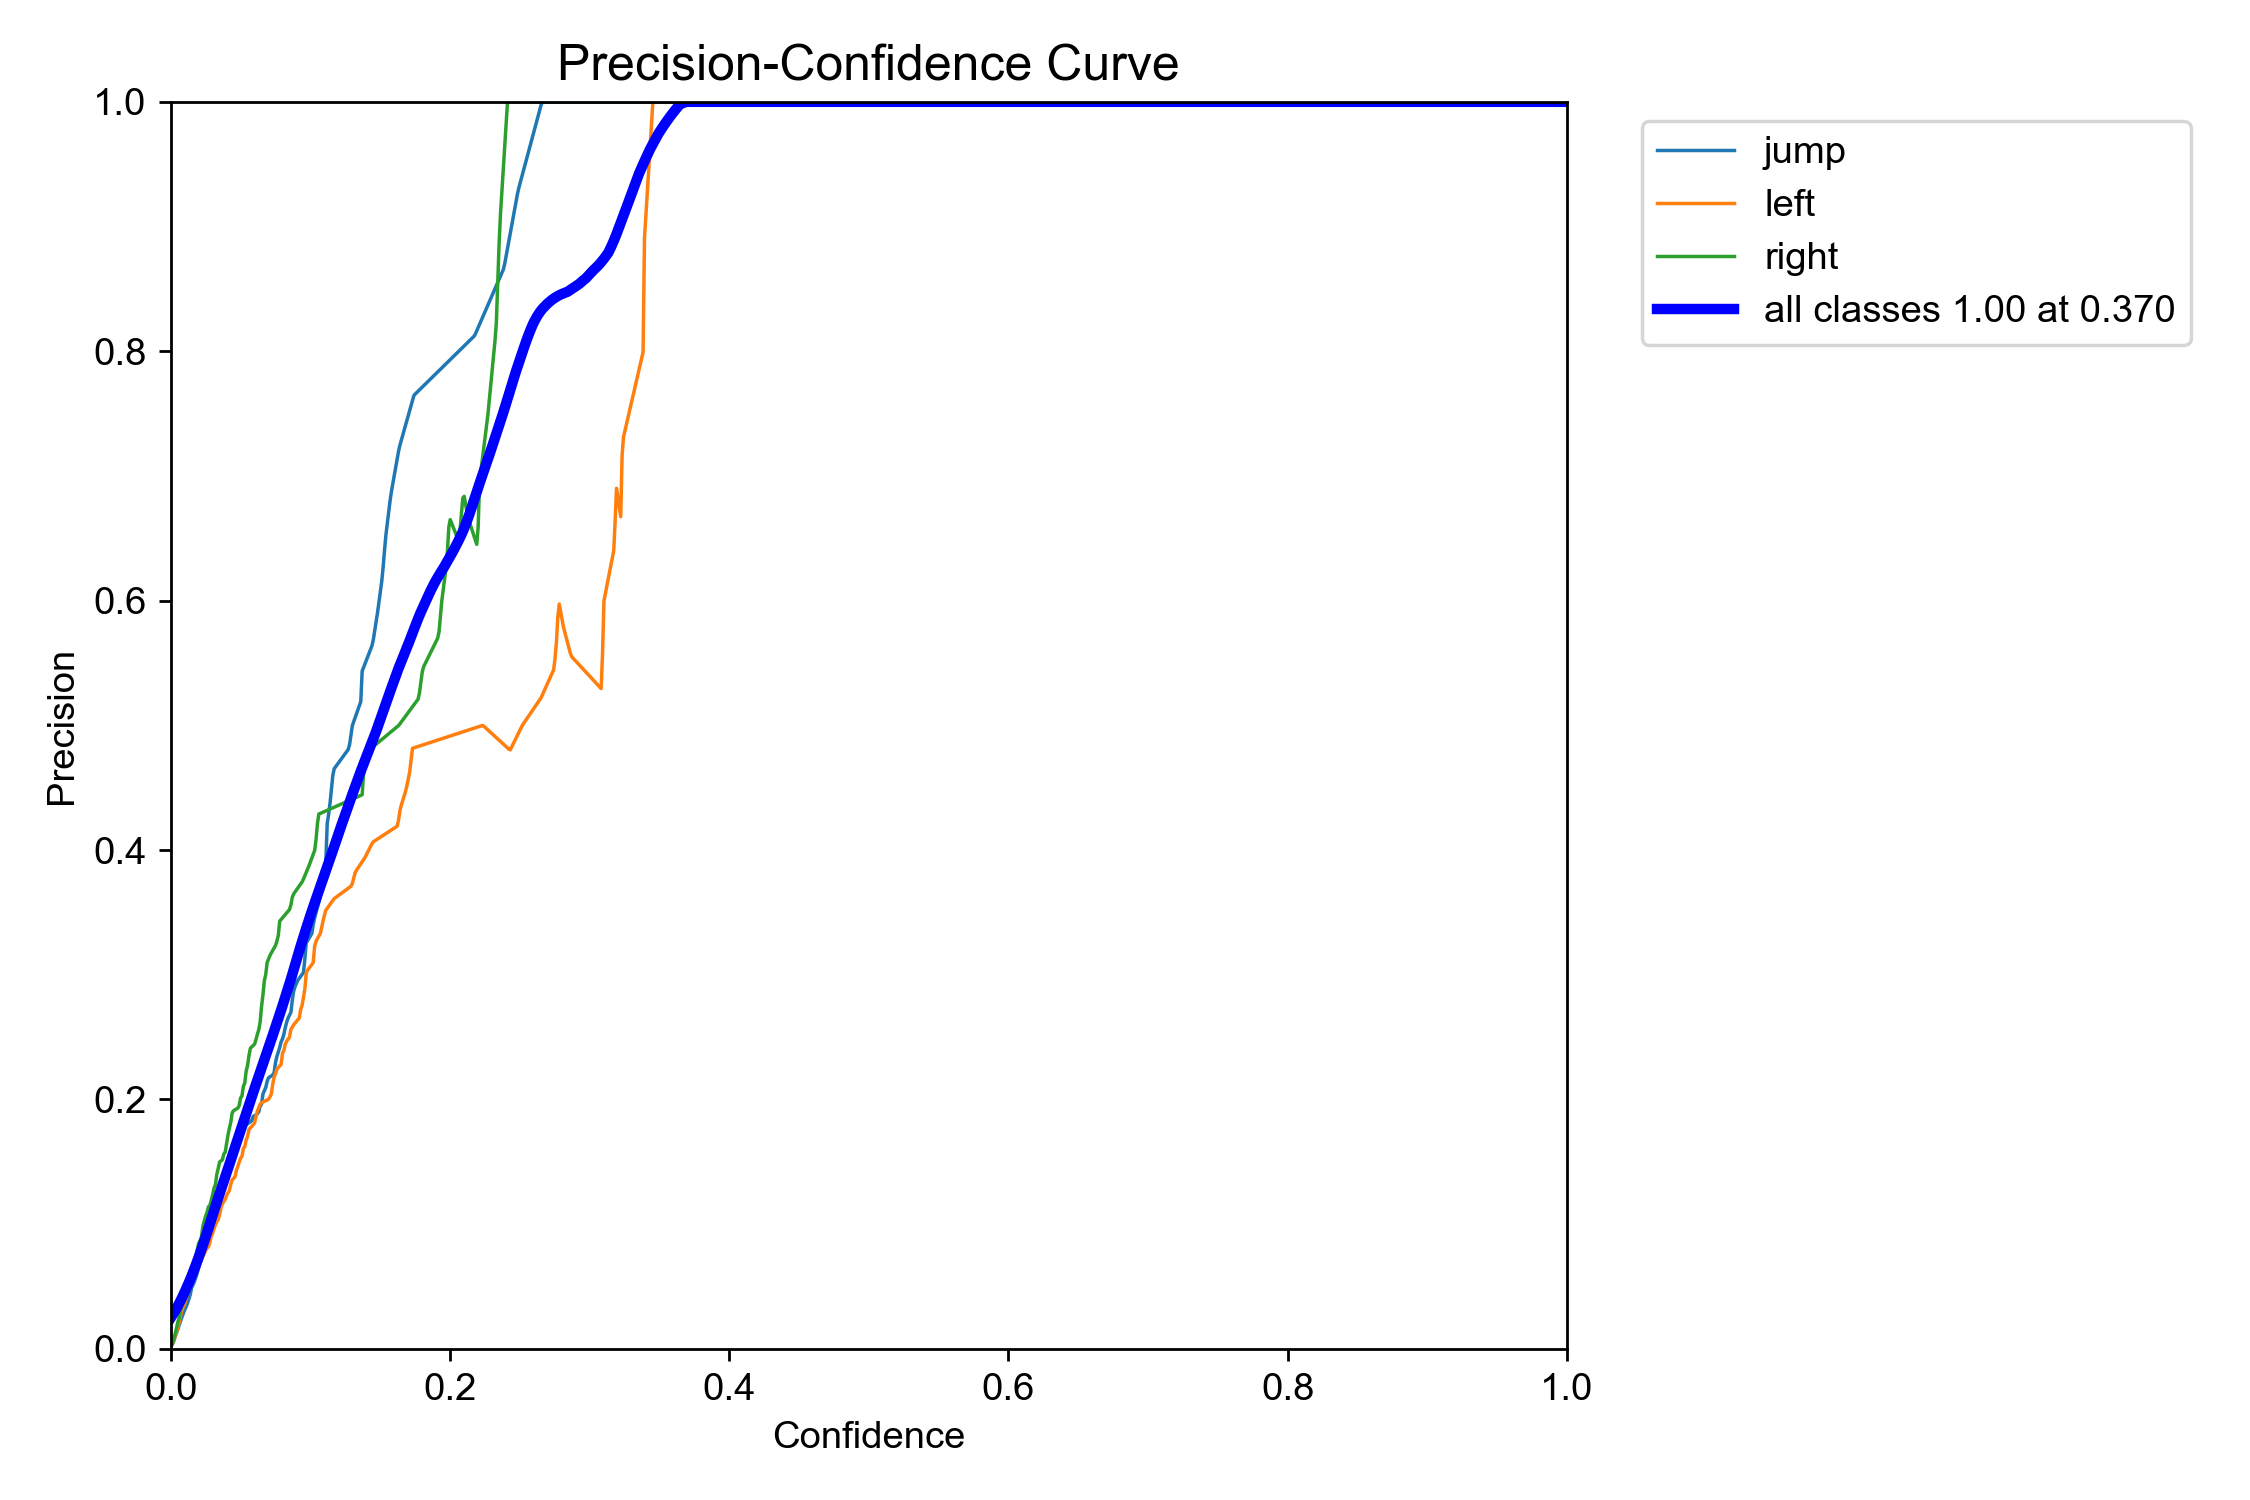 Precision-Confidence Curve
1.0
0.8
0.6
0.4
0.2
0.0
Precision
0.0 0.2 0.4 0.6 0.8 1.0
Confidence
jump
left
right
all classes 1.00 at 0.370